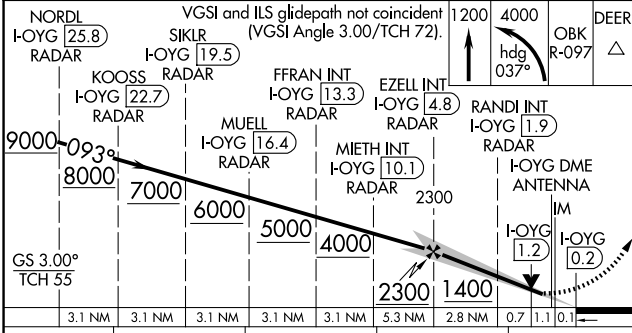 NORDL
I-OYG 25.8
RADAR
VGSI and ILS glidepath not coincident
(VGSI Angle 3.00/TCH 72).
1200
4000
hdg
037°
OBK
R-097
DEER
SIKLR
I-OYG 19.5
RADAR
KOOSS
I-OYG 22.7
RADAR
FFRAN INT
I-OYG 13.3
RADAR
EZELL INT
I-OYG 4.8
RADAR
RANDI INT
I-OYG 1.9
RADAR
MUELL
I-OYG 16.4
RADAR
MIETH INT
I-OYG 10.1
RADAR
I-OYG DME
ANTENNA
IM
I-OYG
1.2
I-OYG
0.2
2300
9000
093°
8000
7000
6000
5000
4000
2300
1400
GS 3.00°
TCH 55
3.1 NM 3.1 NM 3.1 NM 3.1 NM 3.1 NM 5.3 NM 2.8 NM 0.7 1.1 0.1